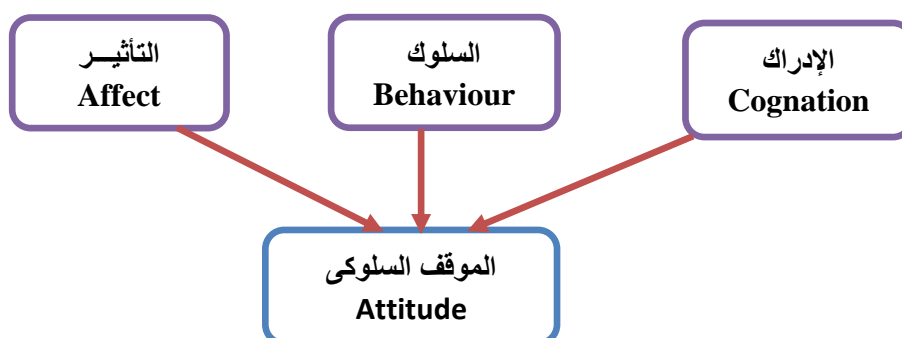 الإدراك
Cognation
السلوك
Behaviour
التأثيـــر
Affect
الموقف السلوكى
Attitude